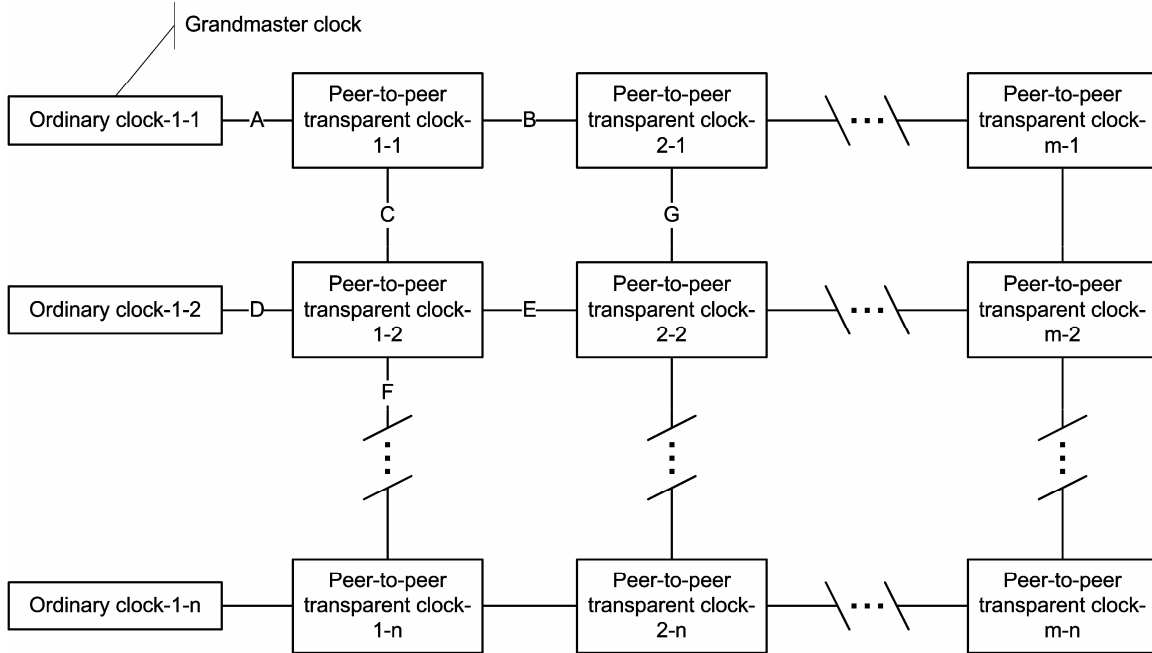 Grandmaster clock
Ordinary clock-1-1
A
Peer-to-peer
transparent clock-
1-1
B
Peer-to-peer
transparent clock-
2-1
Peer-to-peer
transparent clock-
m-1
C
G
Ordinary clock-1-2
D
Peer-to-peer
transparent clock-
1-2
E
Peer-to-peer
transparent clock-
2-2
Peer-to-peer
transparent clock-
m-2
F
Ordinary clock-1-n
Peer-to-peer
transparent clock-
1-n
Peer-to-peer
transparent clock-
2-n
Peer-to-peer
transparent clock-
m-n